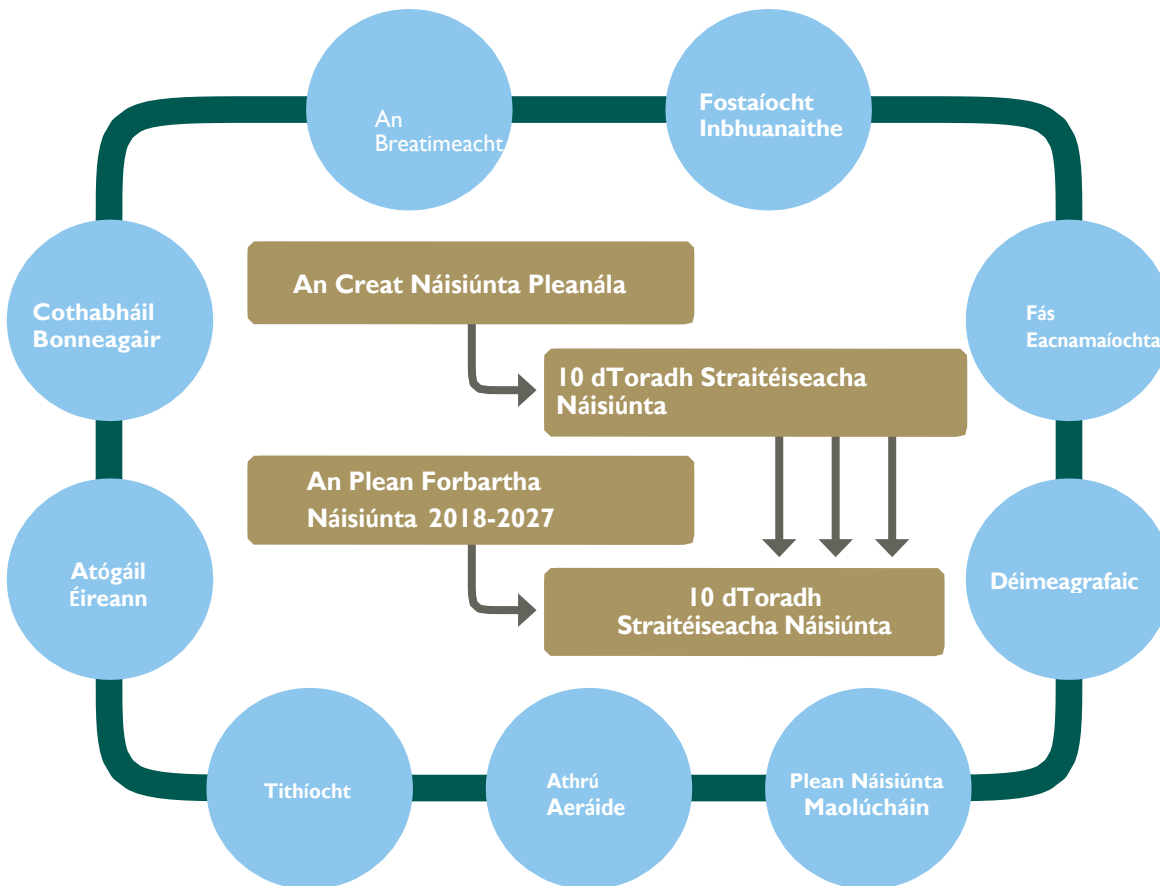 An
Breatimeacht
Fostaíocht
Inbhuanaithe
An Creat Náisiúnta Pleanála
Cothabháil
Bonneagair
Fás
Eacnamaíochta
10 dToradh Straitéiseacha
Náisiúnta
An Plean Forbartha
Náisiúnta 2018-2027
Atógáil
Éireann
Déimeagrafaic
10 dToradh
Straitéiseacha Náisiúnta
Tithíocht
Athrú
Aeráide
Plean Náisiúnta
Maolúcháin